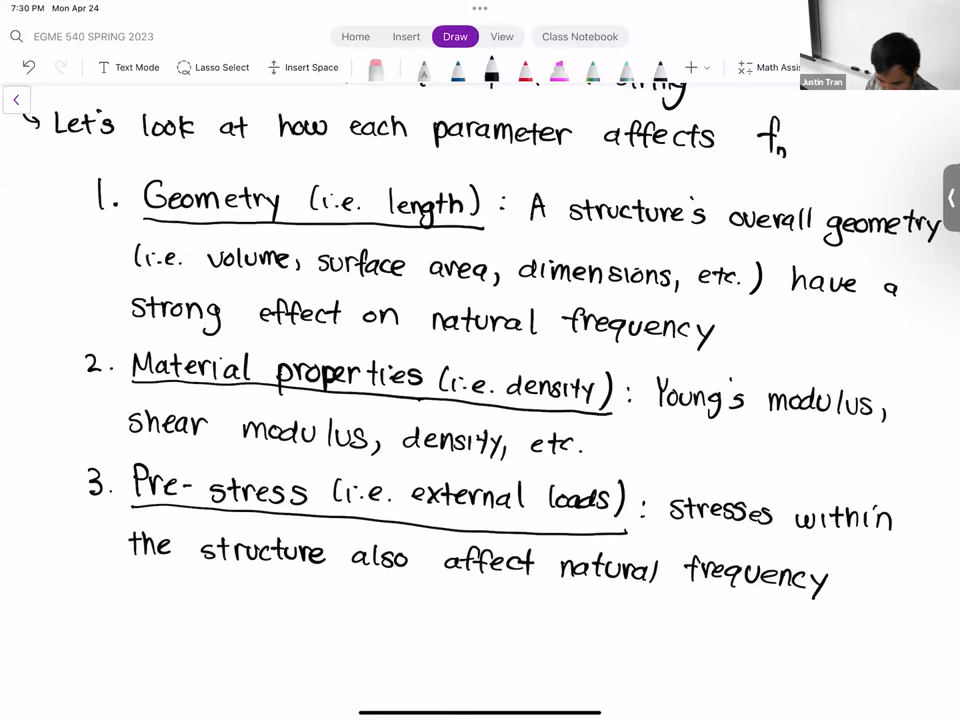 7:30 PM Mon Apr 24
EGME 540 SPRING 2023
Home Insert Draw View Class Notebook
Text Mode Lasso Select Insert Space Math Assis
Justin Tran
Let's look at how each parameter affects fn
1. Geometry (i.e. length) : A structure's overall geometry
(i.e. volume, surface area, dimensions, etc.) have a
strong effect on natural frequency
2. Material properties (i.e. density) : Young's modulus,
shear modulus, density, etc.
3. Pre-stress (i.e. external loads) : stresses within
the structure also affect natural frequency